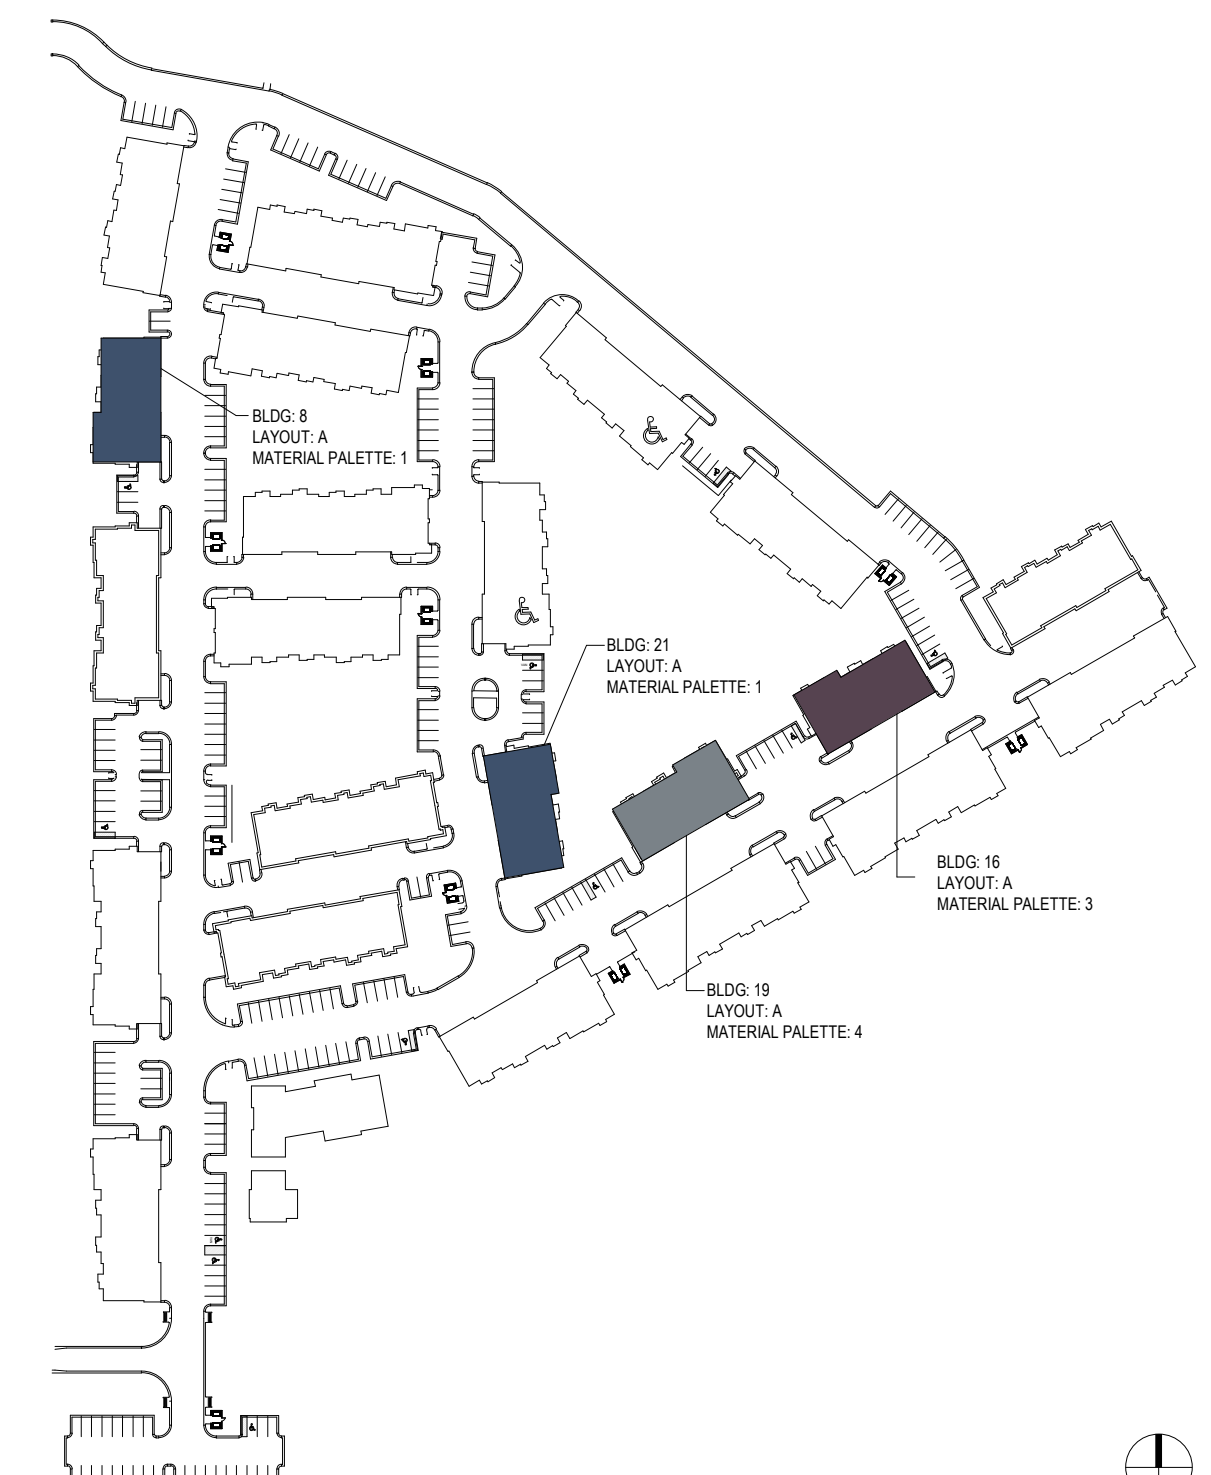 BLDG: 8
LAYOUT: A
MATERIAL PALETTE: 1
BLDG: 21
LAYOUT: A
MATERIAL PALETTE: 1
BLDG: 16
LAYOUT: A
MATERIAL PALETTE: 3
BLDG: 19
LAYOUT: A
MATERIAL PALETTE: 4